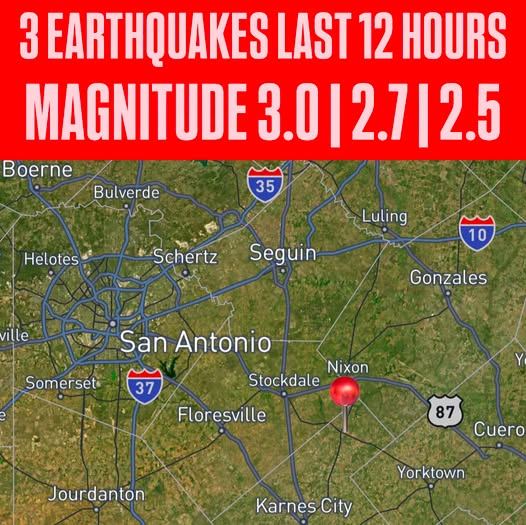 3 EARTHQUAKES LAST 12 HOURS
MAGNITUDE 3.0 | 2.7 | 2.5
Boerne
Bulverde
35
Luling
10
Helotes
Schertz
Seguin
Gonzales
ville
San Antonio
Y
Somerset
37
Stockdale
Nixon
e
Floresville
87
Cuero
Yorktown
Jourdanton
Karnes City